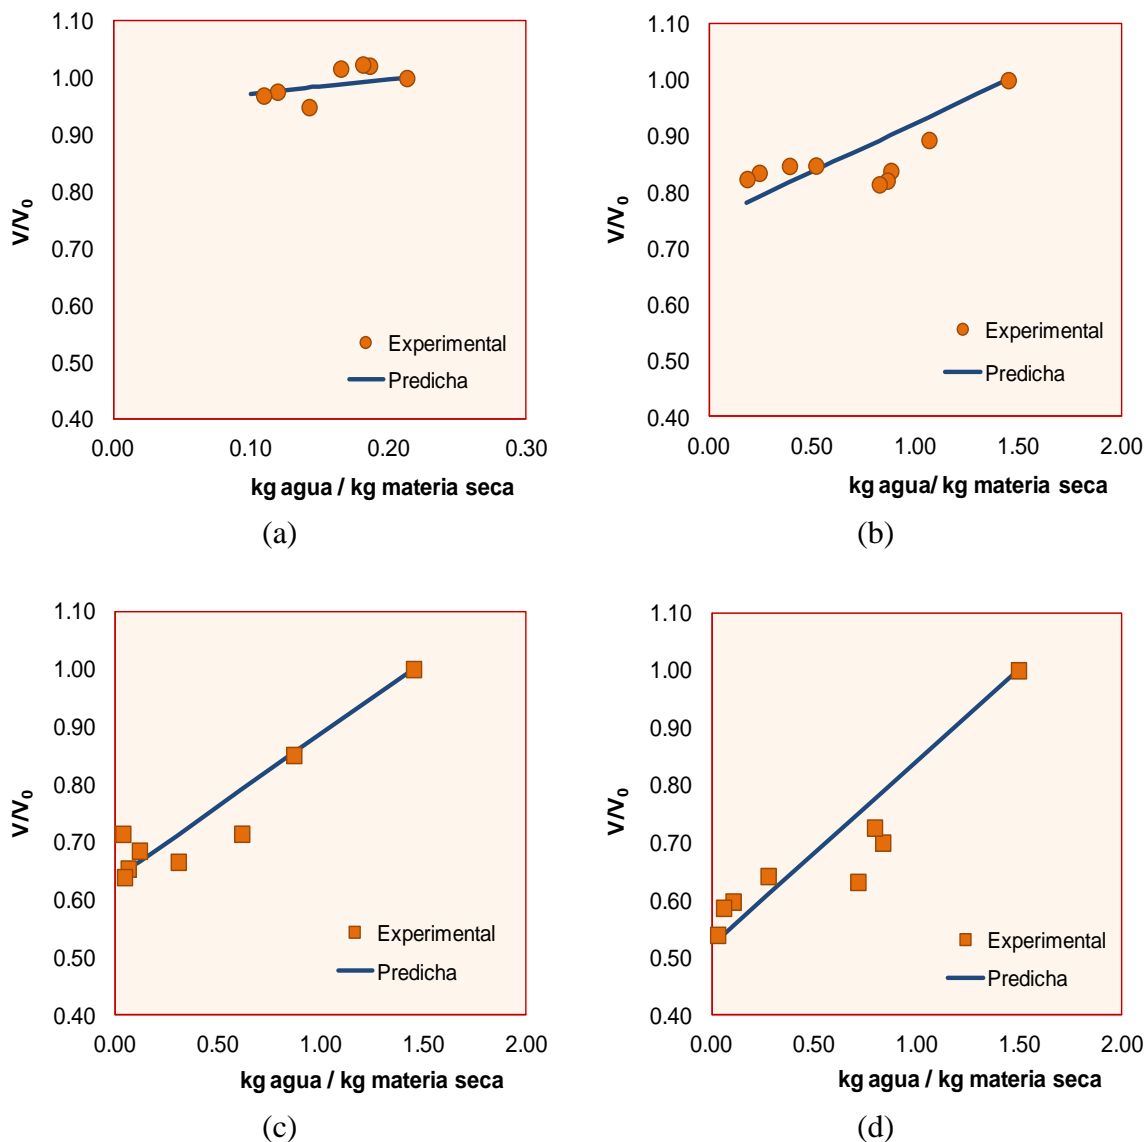 1.10
1.00
0.90
0.80
0.70
0.60
0.50
0.40
V/V₀
Experimental
Predicha
0.00 0.10 0.20 0.30
kg agua / kg materia seca
(a)
1.10
1.00
0.90
0.80
0.70
0.60
0.50
0.40
V/V₀
Experimental
Predicha
0.00 0.50 1.00 1.50 2.00
kg agua/ kg materia seca
(b)
1.10
1.00
0.90
0.80
0.70
0.60
0.50
0.40
V/V₀
Experimental
Predicha
0.00 0.50 1.00 1.50 2.00
kg agua / kg materia seca
(c)
1.10
1.00
0.90
0.80
0.70
0.60
0.50
0.40
V/V₀
Experimental
Predicha
0.00 0.50 1.00 1.50 2.00
kg agua / kg materia seca
(d)